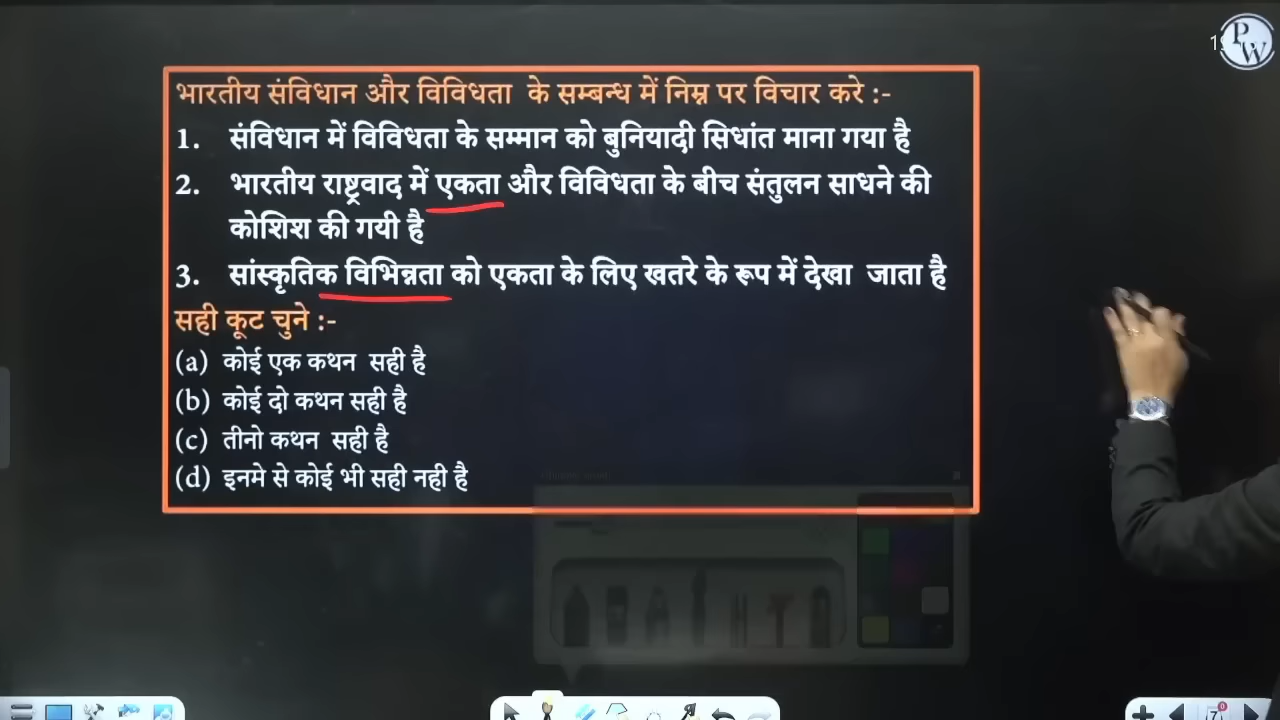 PW
भारतीय संविधान और विविधता के सम्बन्ध में निम्न पर विचार करे :-
1. संविधान में विविधता के सम्मान को बुनियादी सिधांत माना गया है
2. भारतीय राष्ट्रवाद में एकता और विविधता के बीच संतुलन साधने की
कोशिश की गयी है
3. सांस्कृतिक विभिन्नता को एकता के लिए खतरे के रूप में देखा जाता है
सही कूट चुने :-
(a) कोई एक कथन सही है
(b) कोई दो कथन सही है
(c) तीनो कथन सही है
(d) इनमे से कोई भी सही नही है